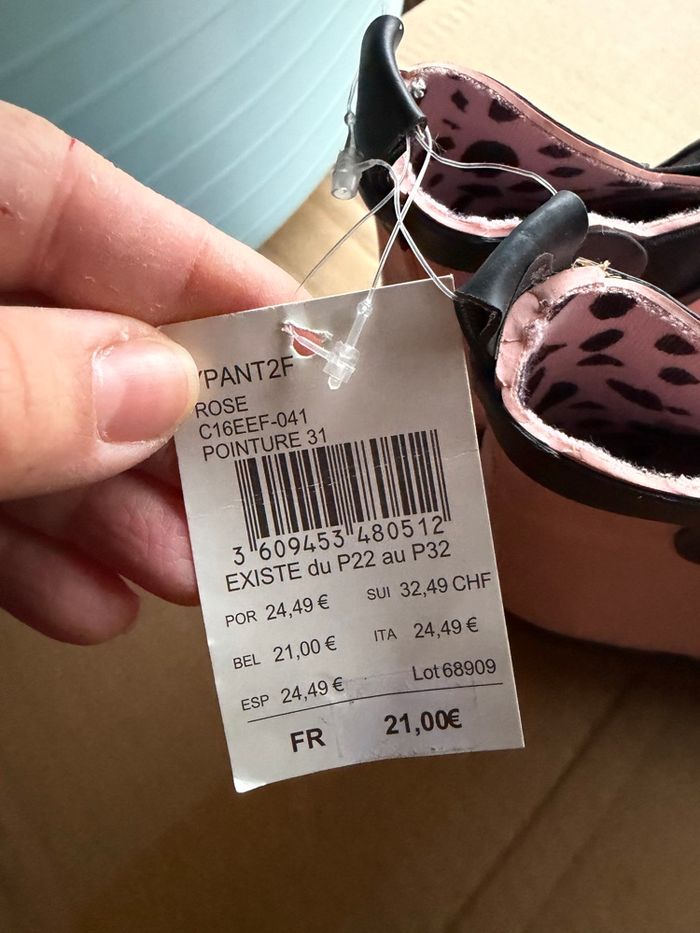 YPANT2F
ROSE
C16EEF-041
POINTURE 31
3 609453 480512
EXISTE du P22 au P32
POR 24,49 € SUI 32,49 CHF
BEL 21,00 € ITA 24,49 €
ESP 24,49 € Lot 68909
FR 21,00€